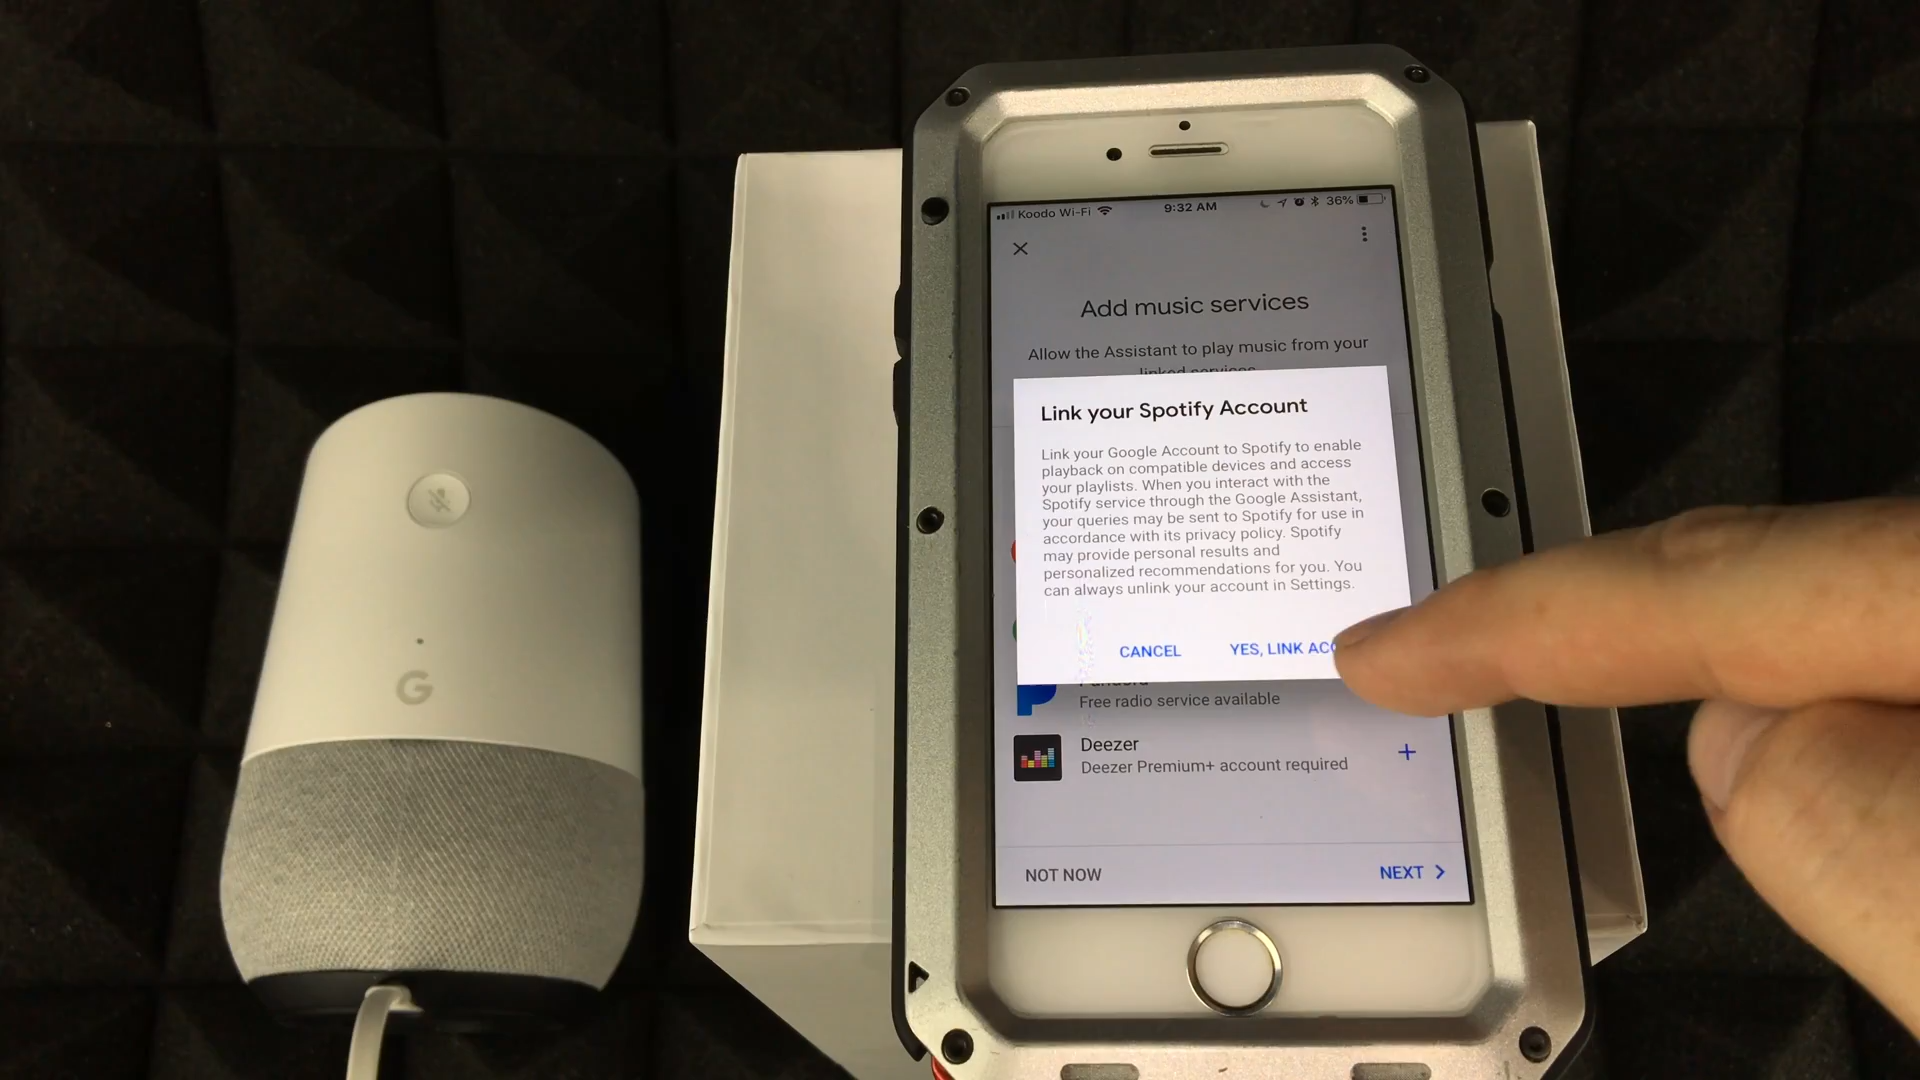 Koodo Wi-Fi 9:32 AM 36%
Add music services
Allow the Assistant to play music from your
linked services
Link your Spotify Account
Link your Google Account to Spotify to enable
playback on compatible devices and access
your playlists. When you interact with the
Spotify service through the Google Assistant,
your queries may be sent to Spotify for use in
accordance with its privacy policy. Spotify
may provide personal results and
personalized recommendations for you. You
can always unlink your account in Settings.
CANCEL YES, LINK ACC
Pandora
Free radio service available
Deezer
Deezer Premium+ account required
NOT NOW NEXT
G